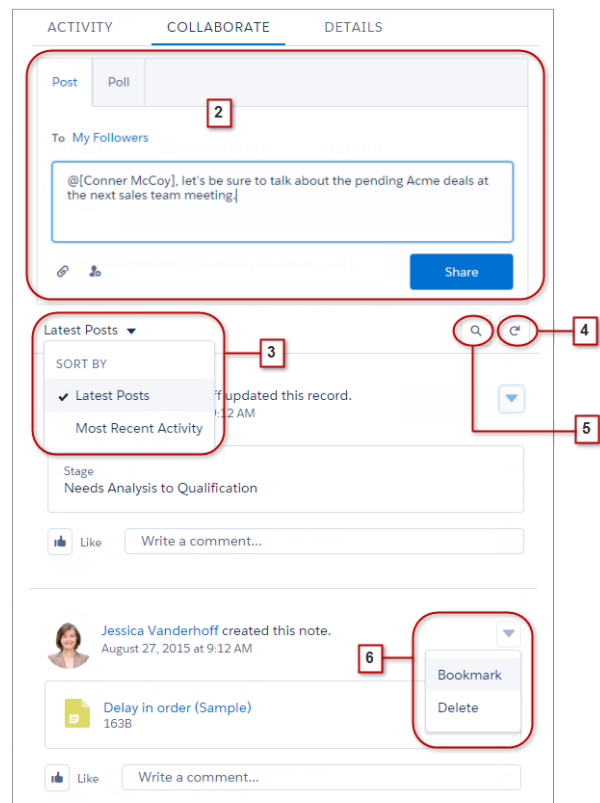 ACTIVITY COLLABORATE DETAILS
Post Poll
2
To My Followers
@[Conner McCoy], let's be sure to talk about the pending Acme deals at
the next sales team meeting.
Share
Latest Posts
4
3
SORT BY
Latest Posts
ff updated this record.
9:12 AM
5
Most Recent Activity
Stage
Needs Analysis to Qualification
Like Write a comment...
Jessica Vanderhoff created this note.
August 27, 2015 at 9:12 AM
6
Bookmark
Delay in order (Sample)
Delete
163B
Like Write a comment...